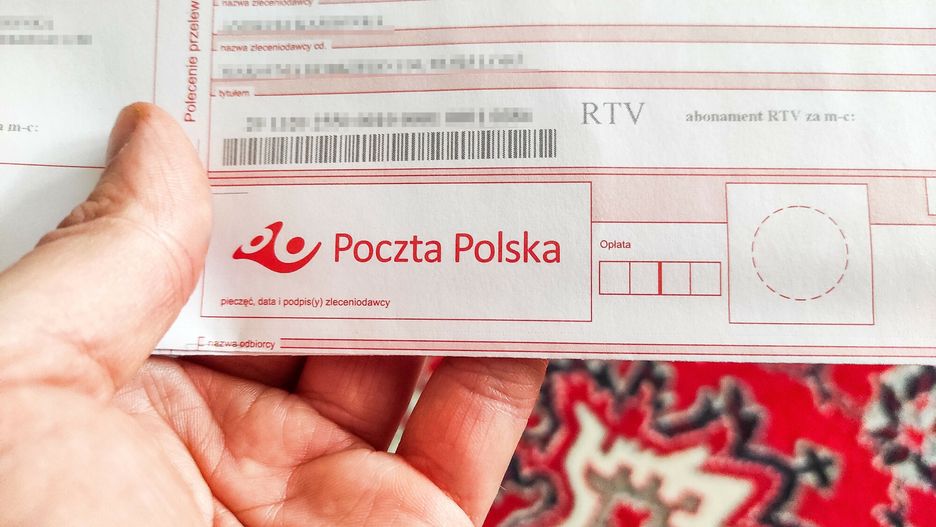 nazwa zleceniodawcy
Polecenie przelew
nazwa zleceniodawcy cd.
tytułem
RTV
abonament RTV za m-c:
a m-c:
Poczta Polska
Opłata
pieczęć, data i podpis(y) zleceniodawcy
nazwa odbiorcy